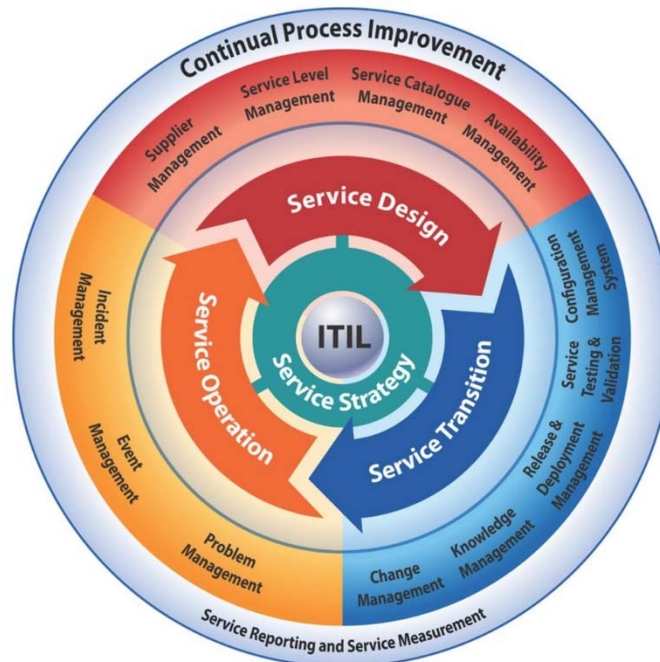 Continual Process Improvement
Supplier
Management
Service Level
Management
Service Catalogue
Management
Availability
Management
Configuration
Management
System
Service
Testing &
Validation
Release &
Deployment
Management
Knowledge
Management
Change
Management
Problem
Management
Event
Management
Incident
Management
Service Design
Service Transition
Service Operation
Service Strategy
ITIL
Service Reporting and Service Measurement